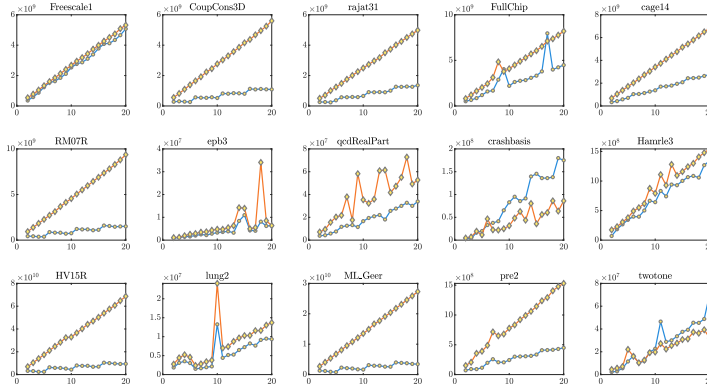 Freescale1 CoupCons3D rajat31 FullChip cage14
×10⁹ ×10⁹ ×10⁹ ×10⁹ ×10⁹
6 6 6 10 8
4 4 4 6
5 4
2 2 2 2
0 0 0 0 0
0 10 20 0 10 20 0 10 20 0 10 20 0 10 20
RM07R epb3 qcdRealPart crashbasis Hamrle3
×10⁹ ×10⁷ ×10⁷ ×10⁸ ×10⁸
10 4 8 2
3 6 1.5 15
5 2 4 1 10
1 2 0.5 5
0 0 0 0 0
0 10 20 0 10 20 0 10 20 0 10 20 0 10 20
HV15R lung2 ML_Geer pre2 twotone
×10¹⁰ ×10⁷ ×10¹⁰ ×10⁸ ×10⁷
8 3 8
6 2 15 6
4 1.5 2 10 4
2 1 1 5 2
0.5
0 0 0 0 0
0 10 20 0 10 20 0 10 20 0 10 20 0 10 20